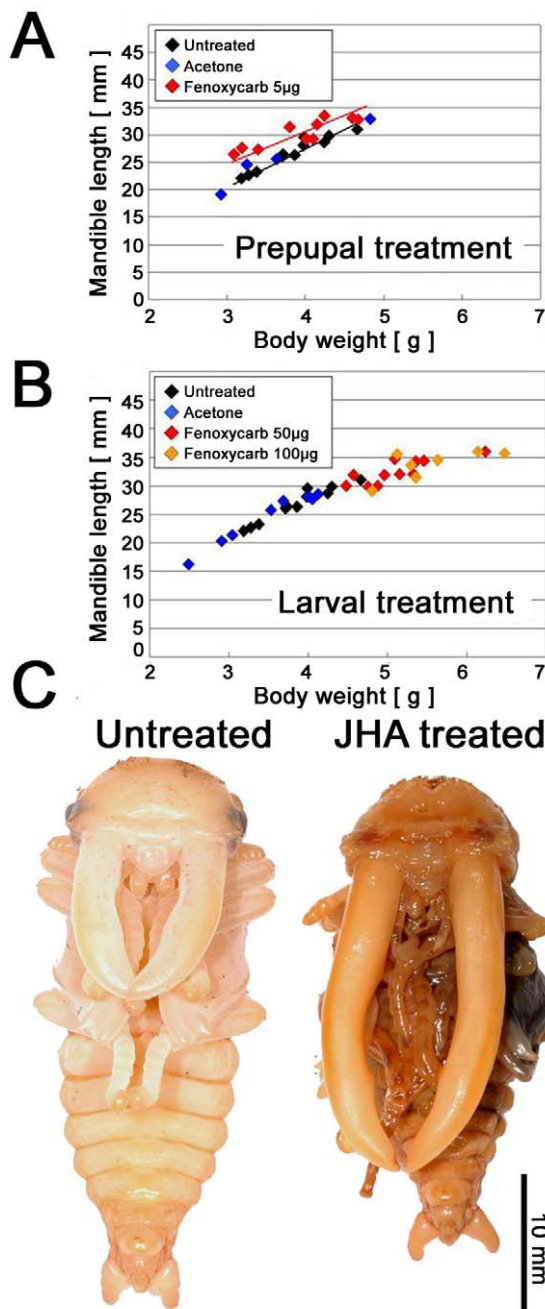 A
Mandible length [ mm ]
50
45
40
35
30
25
20
15
10
5
0
Untreated
Acetone
Fenoxycarb 5µg
Prepupal treatment
2 3 4 5 6 7
Body weight [ g ]
B
Mandible length [ mm ]
50
45
40
35
30
25
22
15
10
5
0
Untreated
Acetone
Fenoxycarb 50µg
Fenoxycarb 100µg
Larval treatment
2 3 4 5 6 7
Body weight [ g ]
C
Untreated JHA treated
10 mm